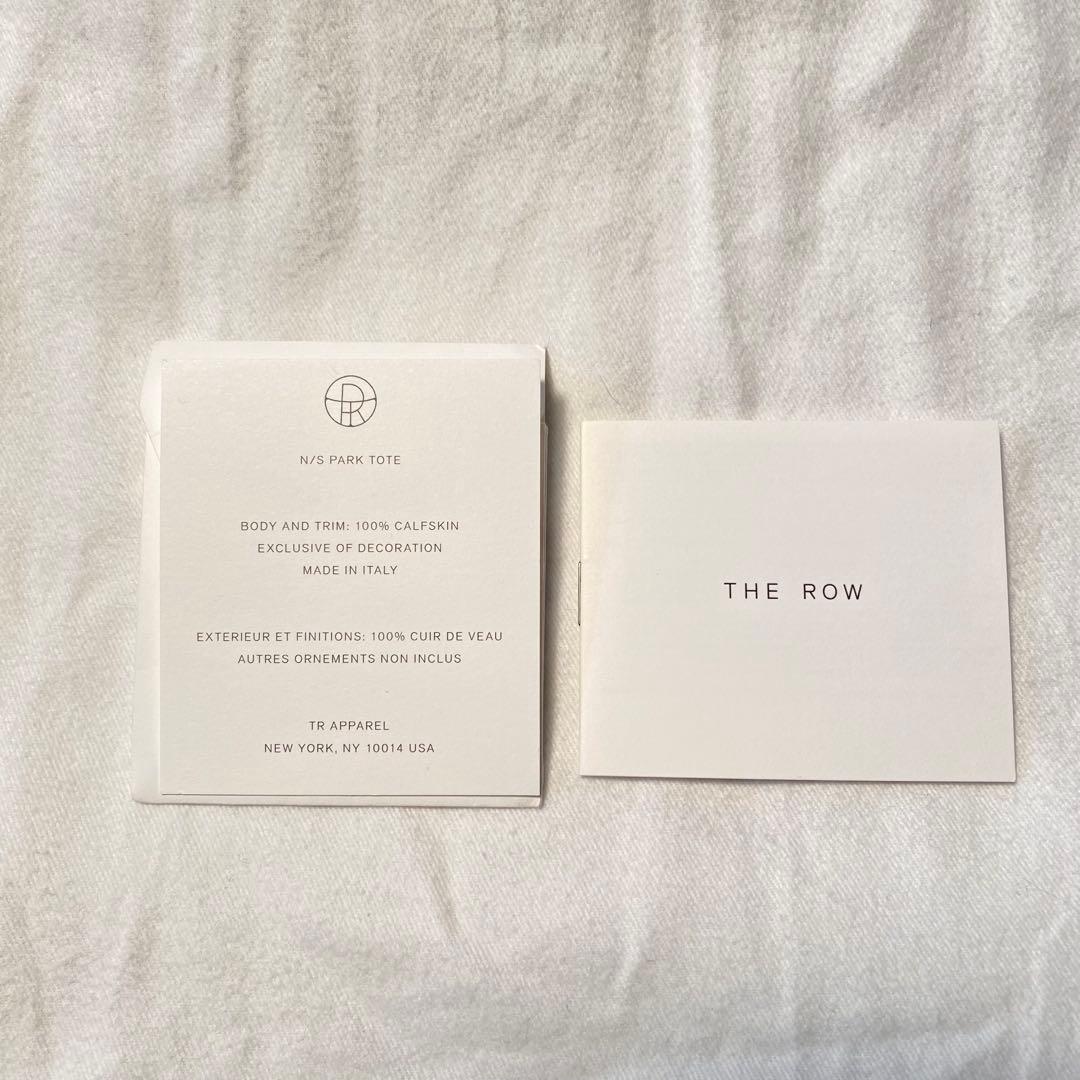 N/S PARK TOTE
BODY AND TRIM: 100% CALFSKIN
EXCLUSIVE OF DECORATION
MADE IN ITALY
EXTERIEUR ET FINITIONS: 100% CUIR DE VEAU
AUTRES ORNEMENTS NON INCLUS
TR APPAREL
NEW YORK, NY 10014 USA
THE ROW